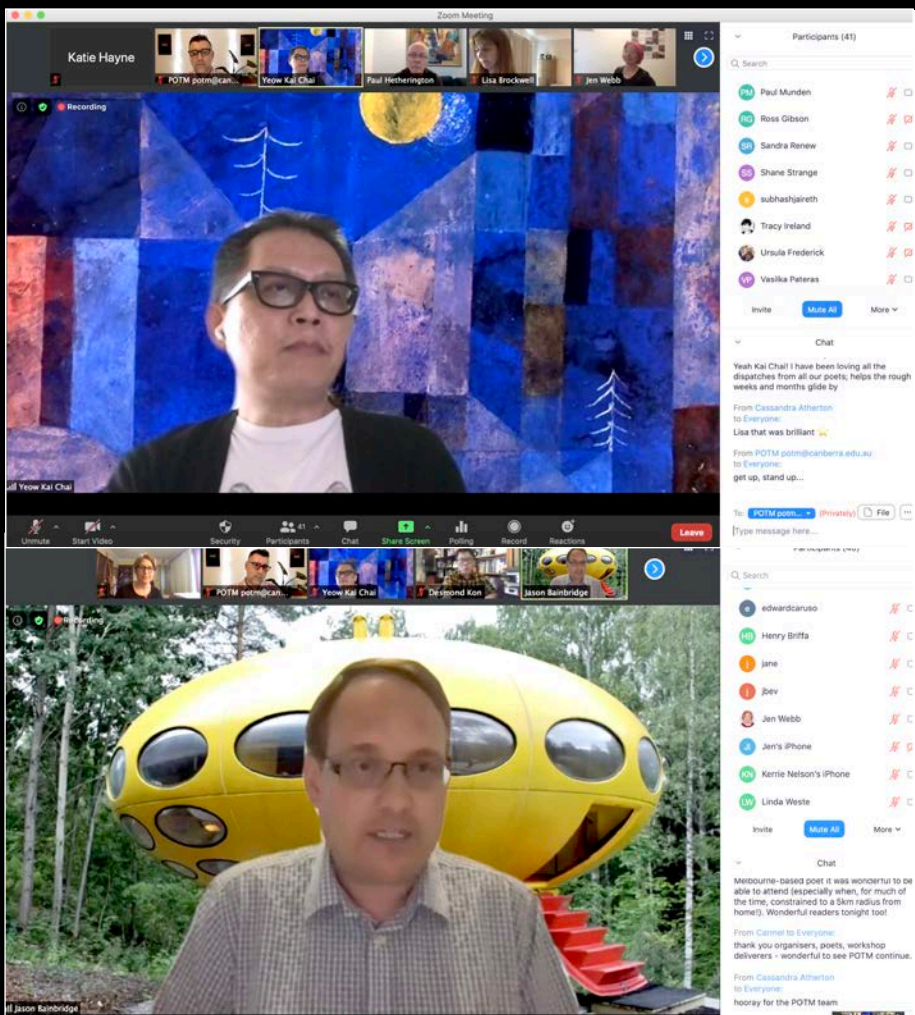 Zoom Meeting
Katie Hayne
POTM potm@can...
Yeow Kai Chai
Paul Hetherington
Lisa Brockwell
Jen Webb
Recording
Yeow Kai Chai
Unmute
Start Video
Security
Participants
41
Chat
Share Screen
Polling
Record
Reactions
Leave
Participants (41)
Search
PM Paul Munden
RG Ross Gibson
SR Sandra Renew
SS Shane Strange
s subhashjaireth
Tracy Ireland
Ursula Frederick
VP Vasilka Pateras
Invite
Mute All
More
Chat
Yeah Kai Chai! I have been loving all the
dispatches from all our poets; helps the rough
weeks and months glide by
From Cassandra Atherton
to Everyone:
Lisa that was brilliant
From POTM potm@canberra.edu.au
to Everyone:
get up, stand up...
To: POTM potm... (Privately) File ...
Type message here...
POTM potm@can...
Yeow Kai Chai
Desmond Kon
Jason Bainbridge
Recording
Jason Bainbridge
Search
e edwardcaruso
HB Henry Briffa
j jane
j jbev
Jen Webb
JI Jen's iPhone
KN Kerrie Nelson's iPhone
LW Linda Weste
Invite
Mute All
More
Chat
Melbourne-based poet it was wonderful to be
able to attend (especially when, for much of
the time, constrained to a 5km radius from
home!). Wonderful readers tonight too!
From Carmel to Everyone:
thank you organisers, poets, workshop
deliverers - wonderful to see POTM continue.
From Cassandra Atherton
to Everyone:
hooray for the POTM team